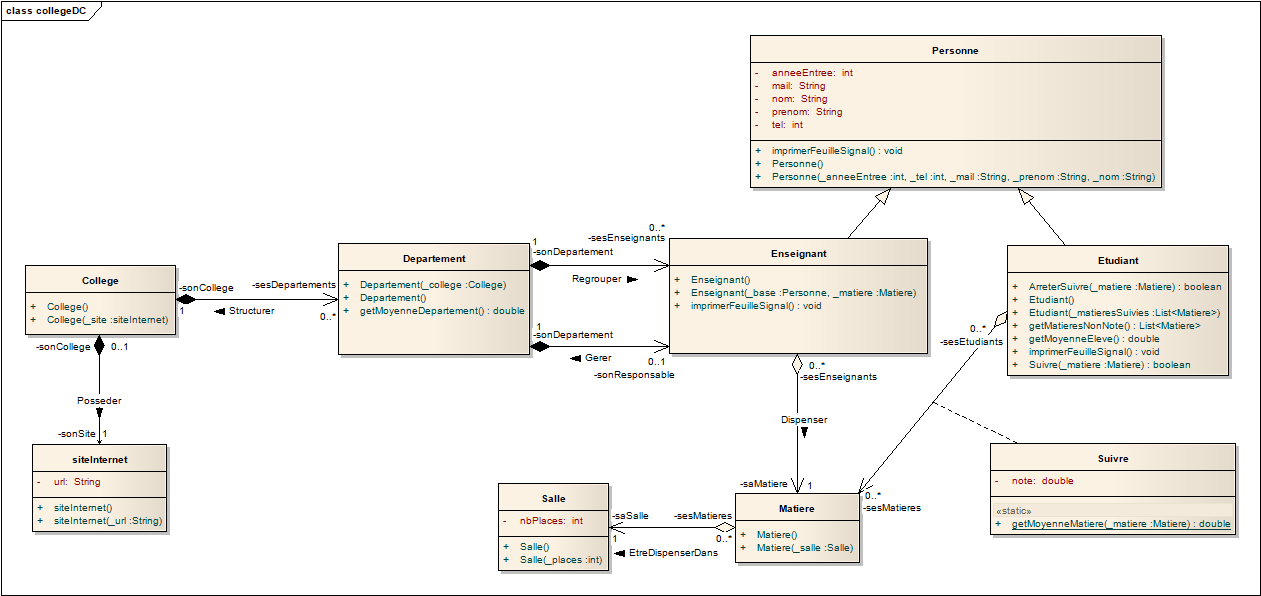 class collegeDC
Personne
- anneeEntree: int
- mail: String
- nom: String
- prenom: String
- tel: int
+ imprimerFeuilleSignal() : void
+ Personne()
+ Personne(_anneeEntree :int, _tel :int, _mail :String, _prenom :String, _nom :String)
College
+ College()
+ College(_site :siteInternet)
-sonCollege
1
-sesDepartements
0..*
Structurer
Departement
+ Departement(_college :College)
+ Departement()
+ getMoyenneDepartement() : double
1
-sonDepartement
0..*
-sesEnseignants
Regrouper
1
-sonDepartement
Gerer
0..1
-sonResponsable
Enseignant
+ Enseignant()
+ Enseignant(_base :Personne, _matiere :Matiere)
+ imprimerFeuilleSignal() : void
Etudiant
+ ArreterSuivre(_matiere :Matiere) : boolean
+ Etudiant()
+ Etudiant(_matieresSuivies :List<Matiere>)
+ getMatieresNonNote() : List<Matiere>
+ getMoyenneEleve() : double
+ imprimerFeuilleSignal() : void
+ Suivre(_matiere :Matiere) : boolean
-sonCollege
0..1
Posseder
-sonSite
1
siteInternet
- url: String
+ siteInternet()
+ siteInternet(_url :String)
0..*
-sesEnseignants
Dispenser
-saMatiere
1
0..*
-sesEtudiants
0..*
-sesMatieres
Suivre
- note: double
«static»
+ getMoyenneMatiere(_matiere :Matiere) : double
Salle
- nbPlaces: int
+ Salle()
+ Salle(_places :int)
-saSalle
1
-sesMatieres
0..*
EtreDispenserDans
Matiere
+ Matiere()
+ Matiere(_salle :Salle)